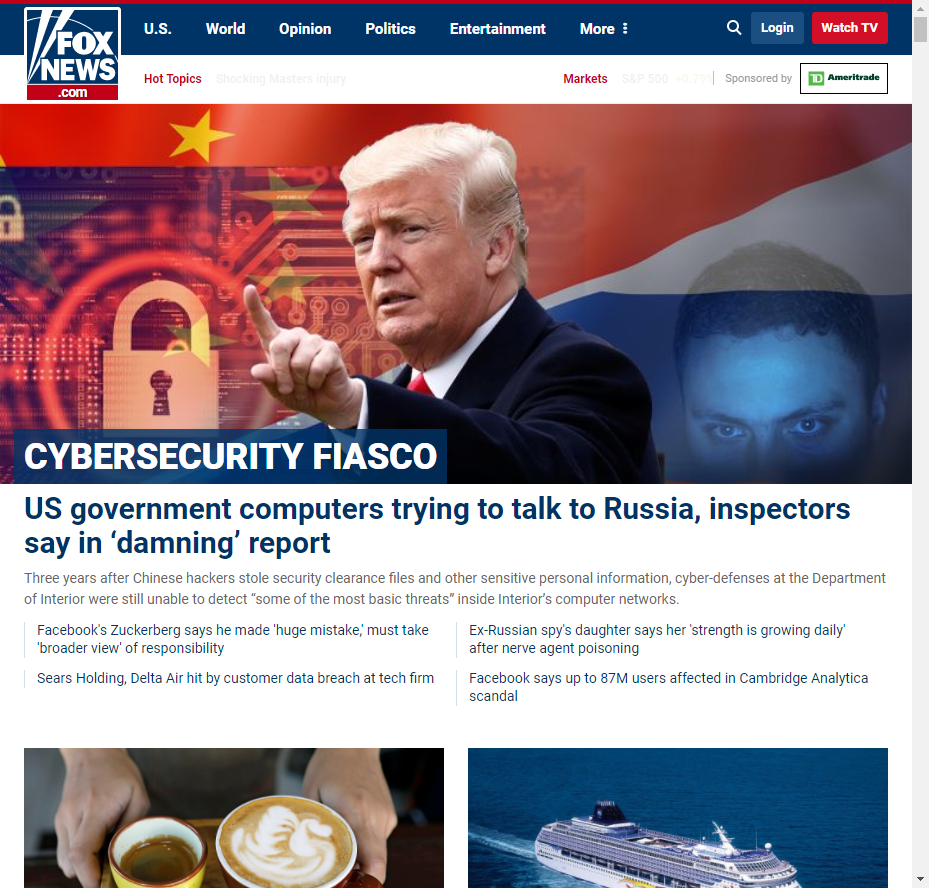 FOX
NEWS
.com
U.S. World Opinion Politics Entertainment More Login Watch TV
Hot Topics Shocking Masters injury Markets S&P 500 +0.79% Sponsored by TD Ameritrade
CYBERSECURITY FIASCO
US government computers trying to talk to Russia, inspectors
say in ‘damning’ report
Three years after Chinese hackers stole security clearance files and other sensitive personal information, cyber-defenses at the Department
of Interior were still unable to detect “some of the most basic threats” inside Interior’s computer networks.
Facebook's Zuckerberg says he made 'huge mistake,' must take
'broader view' of responsibility
Ex-Russian spy's daughter says her 'strength is growing daily'
after nerve agent poisoning
Sears Holding, Delta Air hit by customer data breach at tech firm
Facebook says up to 87M users affected in Cambridge Analytica
scandal